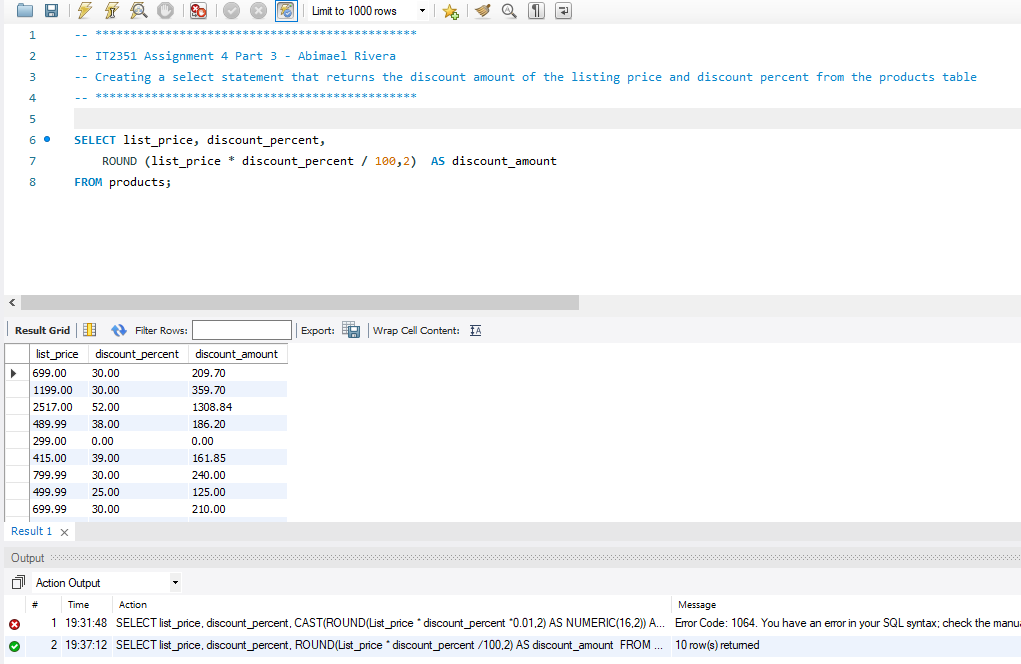 Limit to 1000 rows
1 -- **********************************************
2 -- IT2351 Assignment 4 Part 3 - Abimael Rivera
3 -- Creating a select statement that returns the discount amount of the listing price and discount percent from the products table
4 -- **********************************************
5
6 SELECT list_price, discount_percent,
7 ROUND (list_price * discount_percent / 100,2)  AS discount_amount
8 FROM products;
Result Grid Filter Rows: Export: Wrap Cell Content:
list_price discount_percent discount_amount
699.00 30.00 209.70
1199.00 30.00 359.70
2517.00 52.00 1308.84
489.99 38.00 186.20
299.00 0.00 0.00
415.00 39.00 161.85
799.99 30.00 240.00
499.99 25.00 125.00
699.99 30.00 210.00
Result 1
Output
Action Output
# Time Action Message
1 19:31:48 SELECT list_price, discount_percent, CAST(ROUND(List_price * discount_percent *0.01,2) AS NUMERIC(16,2)) A... Error Code: 1064. You have an error in your SQL syntax; check the manua
2 19:37:12 SELECT list_price, discount_percent, ROUND(List_price * discount_percent /100,2) AS discount_amount  FROM ... 10 row(s) returned